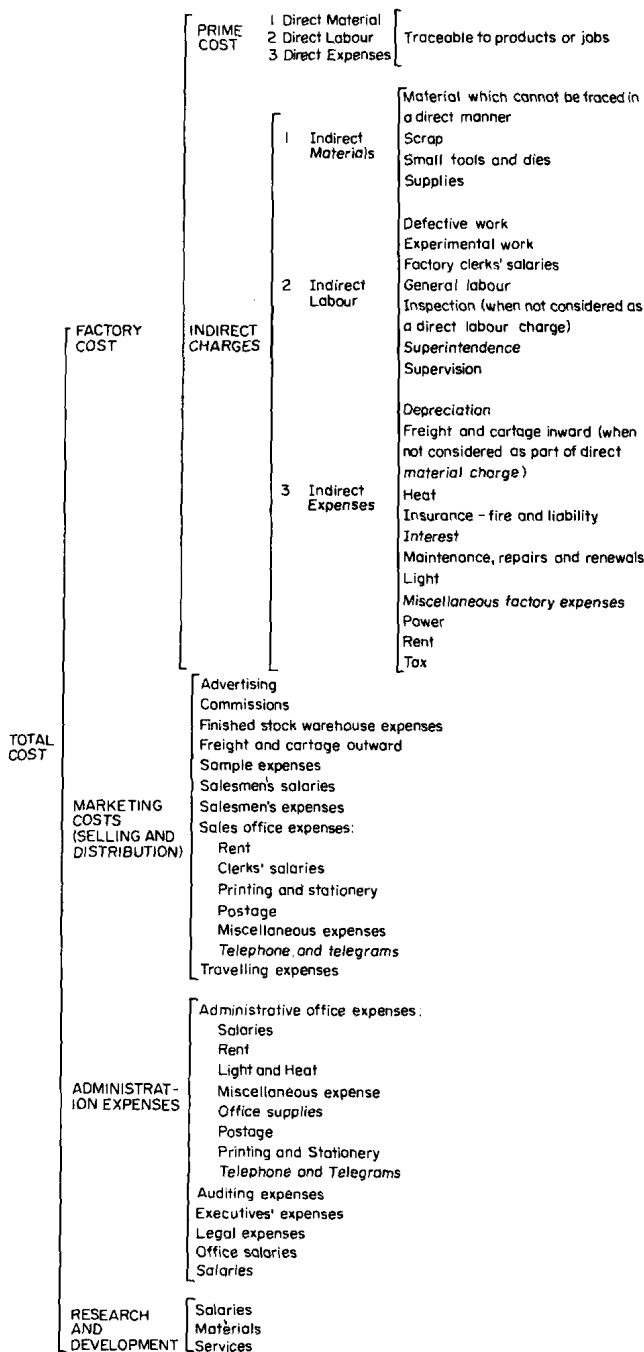 TOTAL
COST
FACTORY
COST
PRIME
COST
1 Direct Material
2 Direct Labour
3 Direct Expenses
Traceable to products or jobs
INDIRECT
CHARGES
1 Indirect
Materials
Material which cannot be traced in
a direct manner
Scrap
Small tools and dies
Supplies
2 Indirect
Labour
Defective work
Experimental work
Factory clerks' salaries
General labour
Inspection (when not considered as
a direct labour charge)
Superintendence
Supervision
3 Indirect
Expenses
Depreciation
Freight and cartage inward (when
not considered as part of direct
material charge)
Heat
Insurance – fire and liability
Interest
Maintenance, repairs and renewals
Light
Miscellaneous factory expenses
Power
Rent
Tax
MARKETING
COSTS
(SELLING AND
DISTRIBUTION)
Advertising
Commissions
Finished stock warehouse expenses
Freight and cartage outward
Sample expenses
Salesmen's salaries
Salesmen's expenses
Sales office expenses:
Rent
Clerks' salaries
Printing and stationery
Postage
Miscellaneous expenses
Telephone, and telegrams
Travelling expenses
ADMINISTRAT-
ION EXPENSES
Administrative office expenses:
Salaries
Rent
Light and Heat
Miscellaneous expense
Office supplies
Postage
Printing and Stationery
Telephone and Telegrams
Auditing expenses
Executives' expenses
Legal expenses
Office salaries
Salaries
RESEARCH
AND
DEVELOPMENT
Salaries
Materials
Services